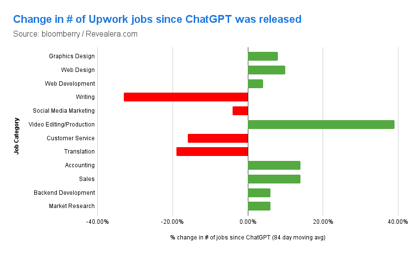 Change in # of Upwork jobs since ChatGPT was released
Source: bloomberry / Revealera.com
Job Category
Graphics Design
Web Design
Web Development
Writing
Social Media Marketing
Video Editing/Production
Customer Service
Translation
Accounting
Sales
Backend Development
Market Research
-40.00% -20.00% 0.00% 20.00% 40.00%
% change in # of jobs since ChatGPT (84 day moving avg)